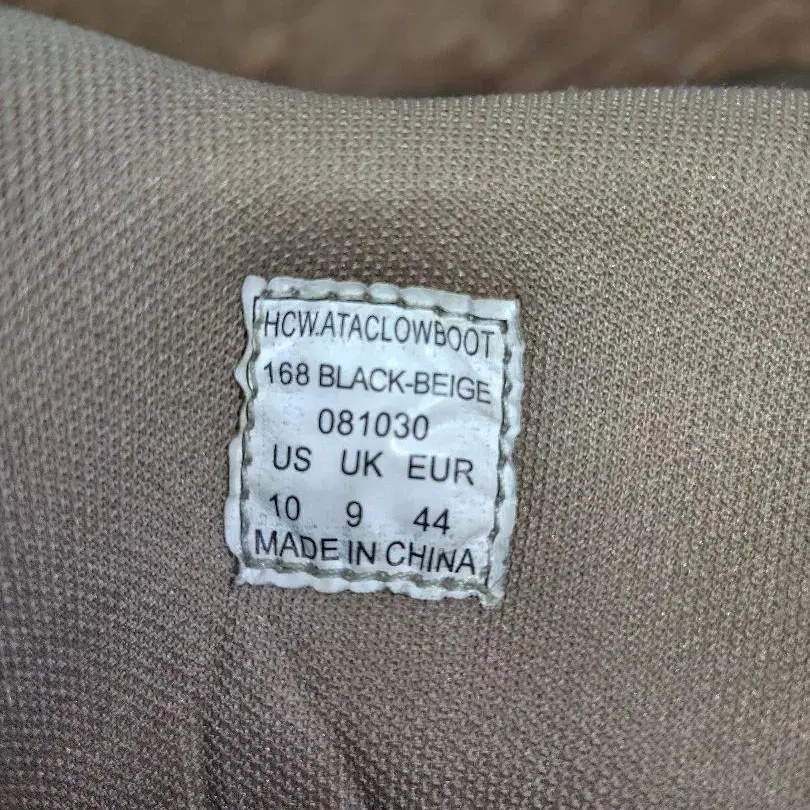 HCW.ATACLOWBOOT
168 BLACK-BEIGE
081030
US UK EUR
10 9 44
MADE IN CHINA